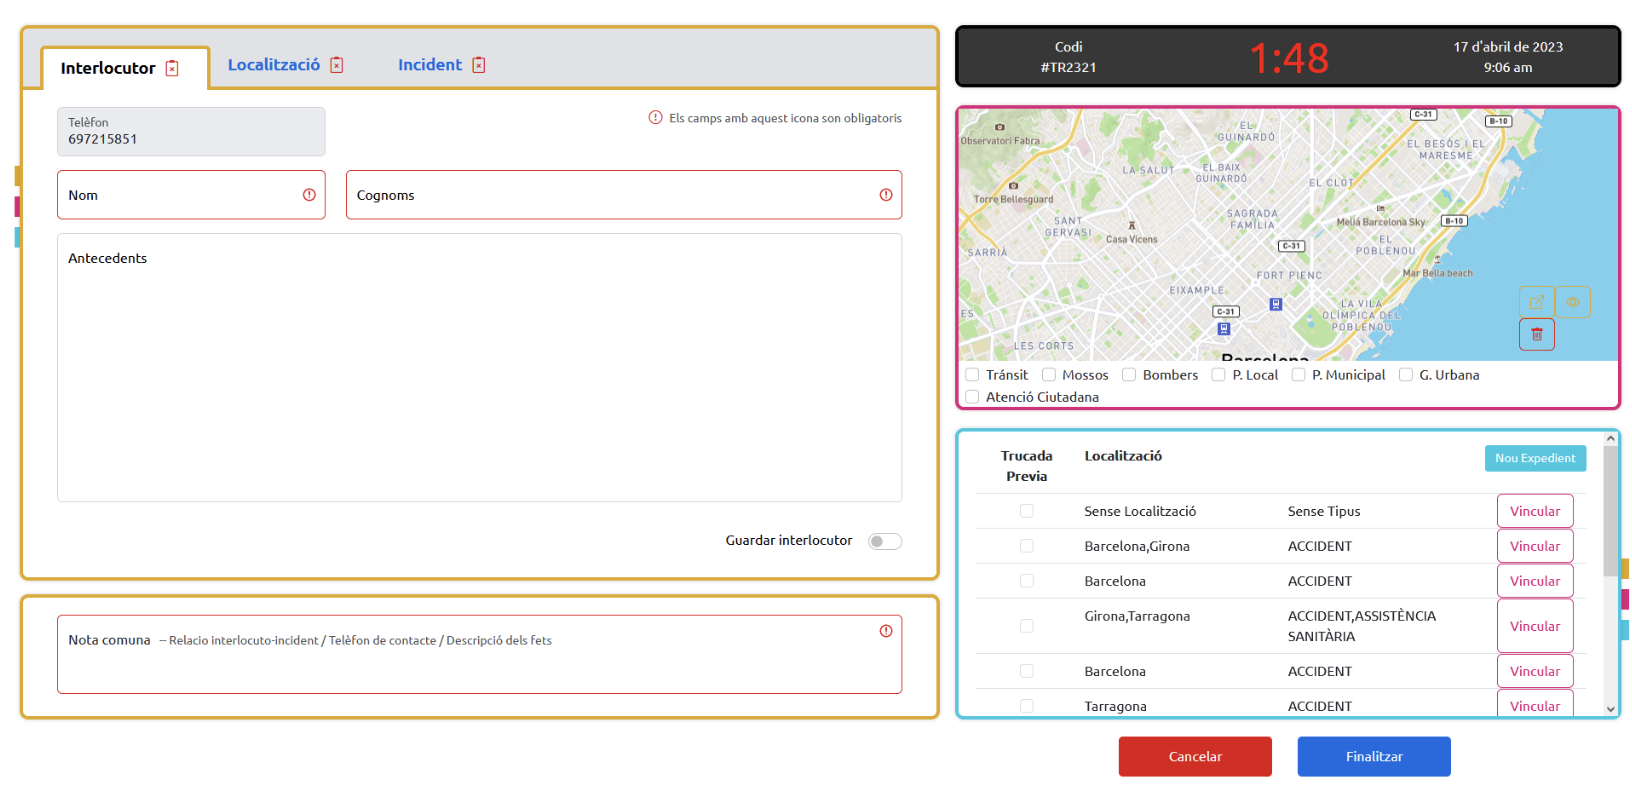 Interlocutor
Localització
Incident
Telèfon
697215851
Els camps amb aquest icona son obligatoris
Nom
Cognoms
Antecedents
Guardar interlocutor
Nota comuna -- Relacio interlocuto-incident / Telèfon de contacte / Descripció dels fets
Codi
#TR2321
1:48
17 d'abril de 2023
9:06 am
C-31
B-10
Observatori Fabra
EL
GUINARDÓ
EL BESÒS I EL
MARESME
LA SALUT
EL BAIX
GUINARDÓ
EL CLOT
Torre Bellesguard
SANT
GERVASI
Casa Vicens
SAGRADA
FAMÍLIA
Meliá Barcelona Sky
B-10
SARRIÀ
C-31
EL
POBLENOU
FORT PIENC
Mar Bella beach
EIXAMPLE
C-31
LA VILA
OLÍMPICA DEL
POBLENOU
ES
LES CORTS
Barcelona
Tránsit
Mossos
Bombers
P. Local
P. Municipal
G. Urbana
Atenció Ciutadana
Trucada
Previa
Localització
Nou Expedient
Sense Localització Sense Tipus Vincular
Barcelona,Girona ACCIDENT Vincular
Barcelona ACCIDENT Vincular
Girona,Tarragona ACCIDENT,ASSISTÈNCIA
SANITÀRIA
Vincular
Barcelona ACCIDENT Vincular
Tarragona ACCIDENT Vincular
Cancelar
Finalitzar